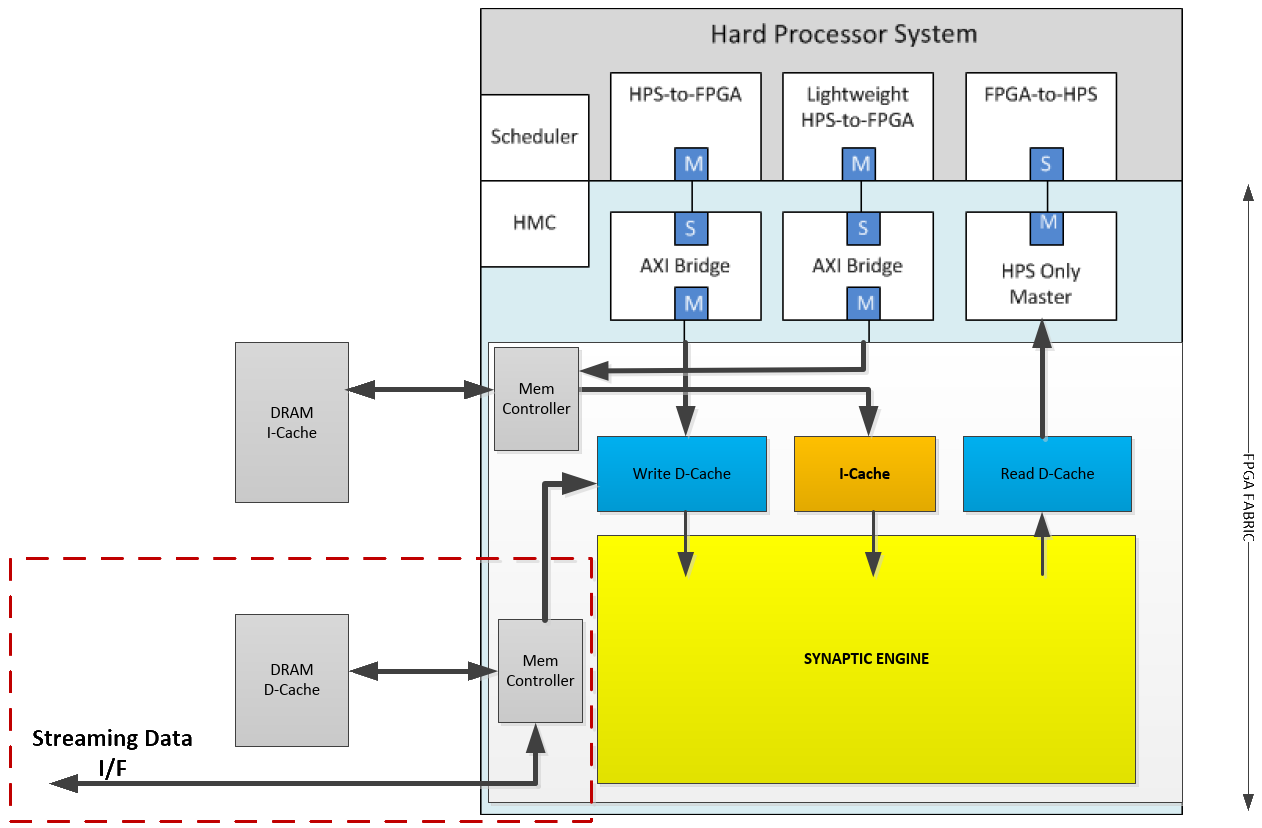 Hard Processor System
HPS-to-FPGA
Lightweight
HPS-to-FPGA
FPGA-to-HPS
Scheduler
M
M
S
HMC
S
S
M
AXI Bridge
AXI Bridge
HPS Only
Master
M
M
Mem
Controller
DRAM
I-Cache
Write D-Cache
I-Cache
Read D-Cache
FPGA FABRIC
SYNAPTIC ENGINE
Mem
Controller
DRAM
D-Cache
Streaming Data
I/F